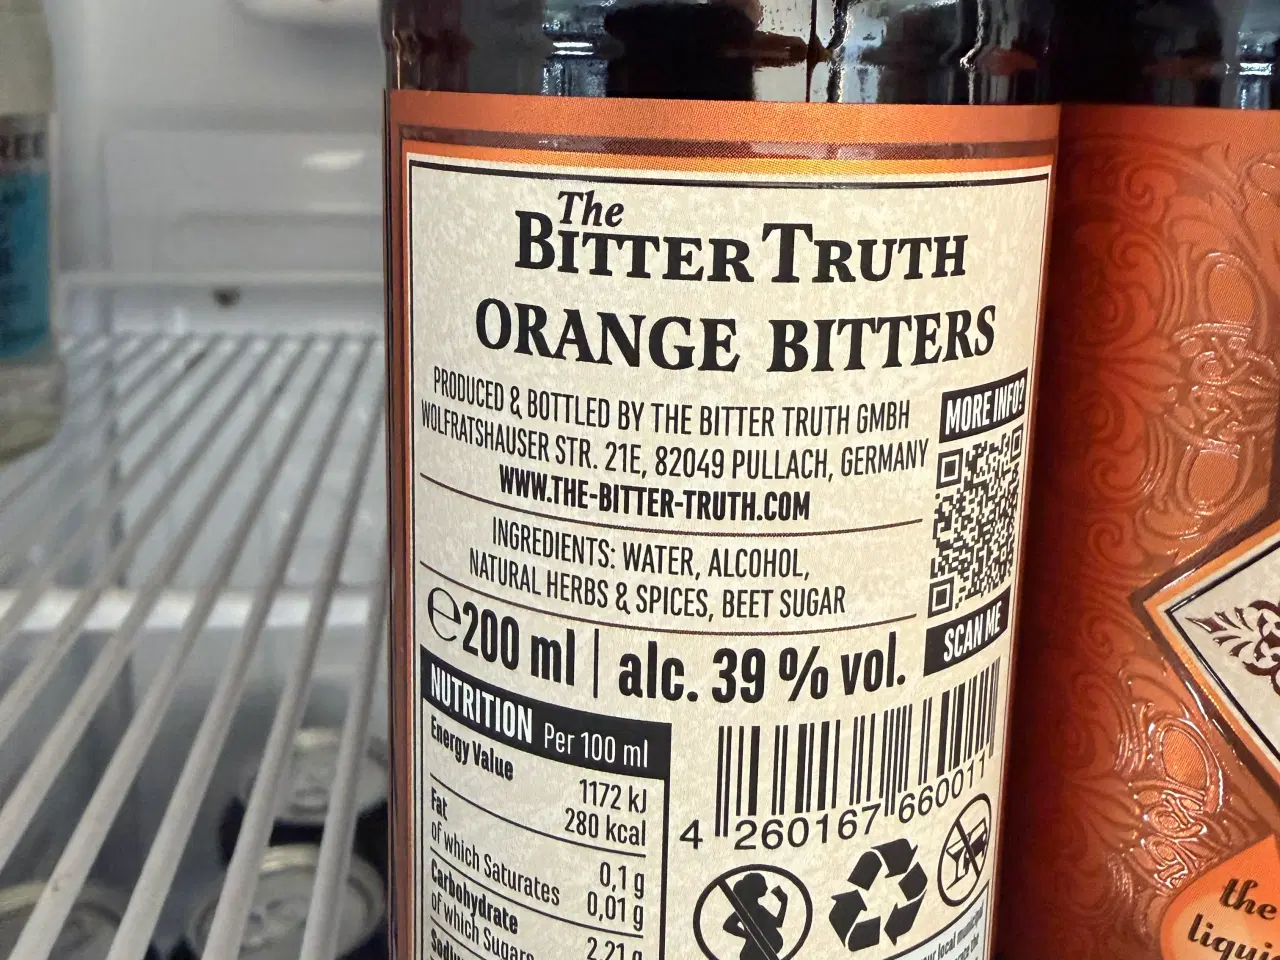 REE
The
BITTER TRUTH
ORANGE BITTERS
PRODUCED & BOTTLED BY THE BITTER TRUTH GMBH
WOLFRATSHAUSER STR. 21E, 82049 PULLACH, GERMANY
WWW.THE-BITTER-TRUTH.COM
MORE INFO?
SCAN ME
INGREDIENTS: WATER, ALCOHOL,
NATURAL HERBS & SPICES, BEET SUGAR
℮200 ml | alc. 39 % vol.
NUTRITION Per 100 ml
Energy Value
1172 kJ
280 kcal
Fat 0,1 g
of which Saturates 0,01 g
Carbohydrate 2,21 g
of which Sugars
4 260167 660011
the